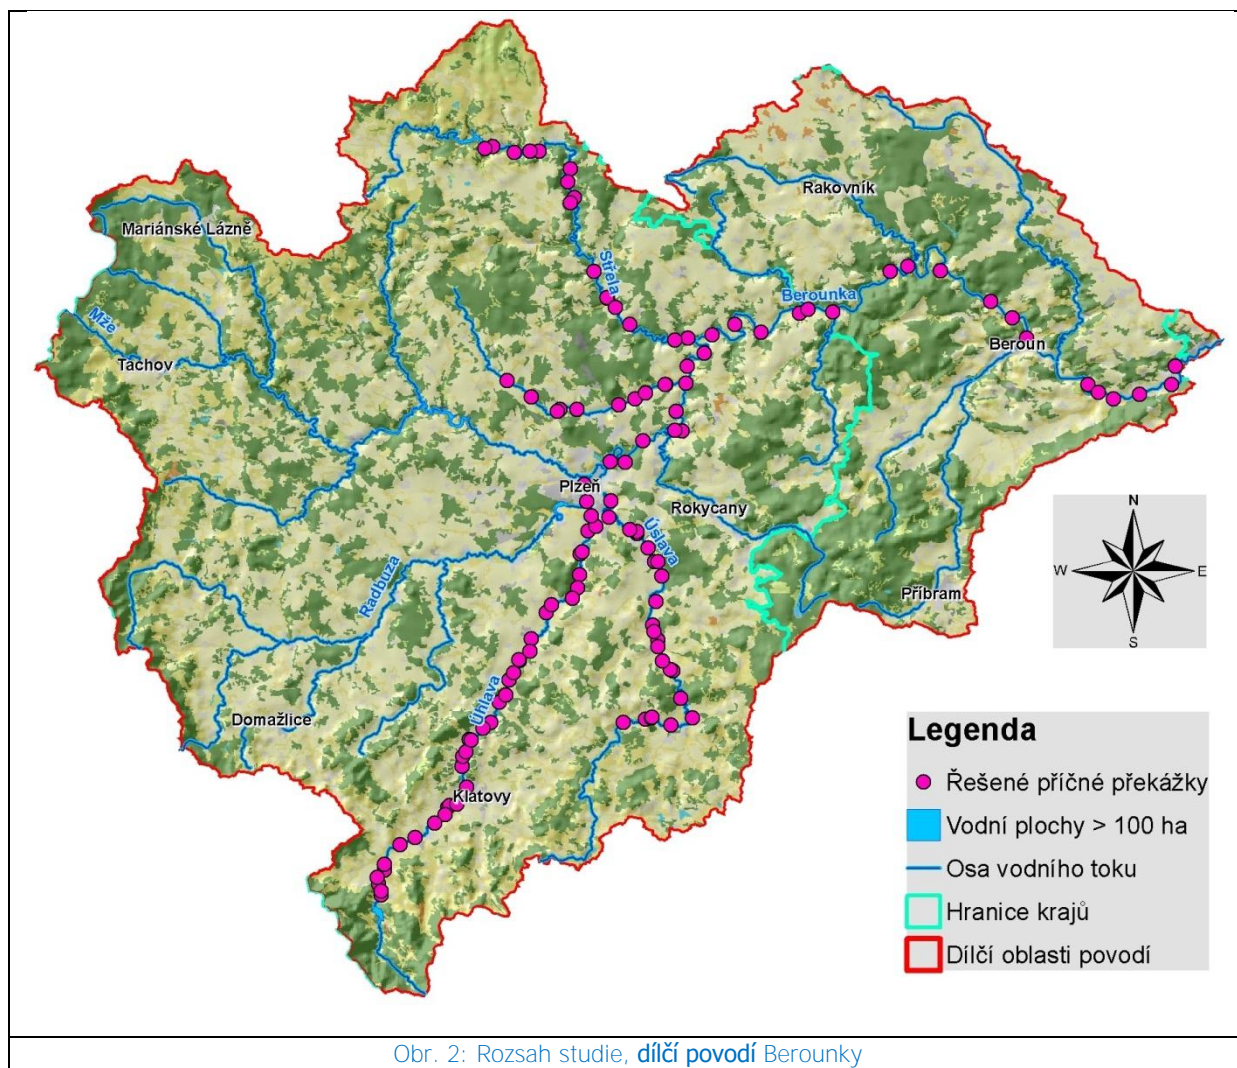 Rakovník
Mariánské Lázně
Střela
Berounka
Mže
Tachov
Beroun
Plzeň
Rokycany
Úslava
N
W
E
S
Radbuza
Příbram
Úhlava
Domažlice
Klatovy
Legenda
Řešené příčné překážky
Vodní plochy > 100 ha
Osa vodního toku
Hranice krajů
Dílčí oblasti povodí
Obr. 2: Rozsah studie, dílčí povodí Berounky